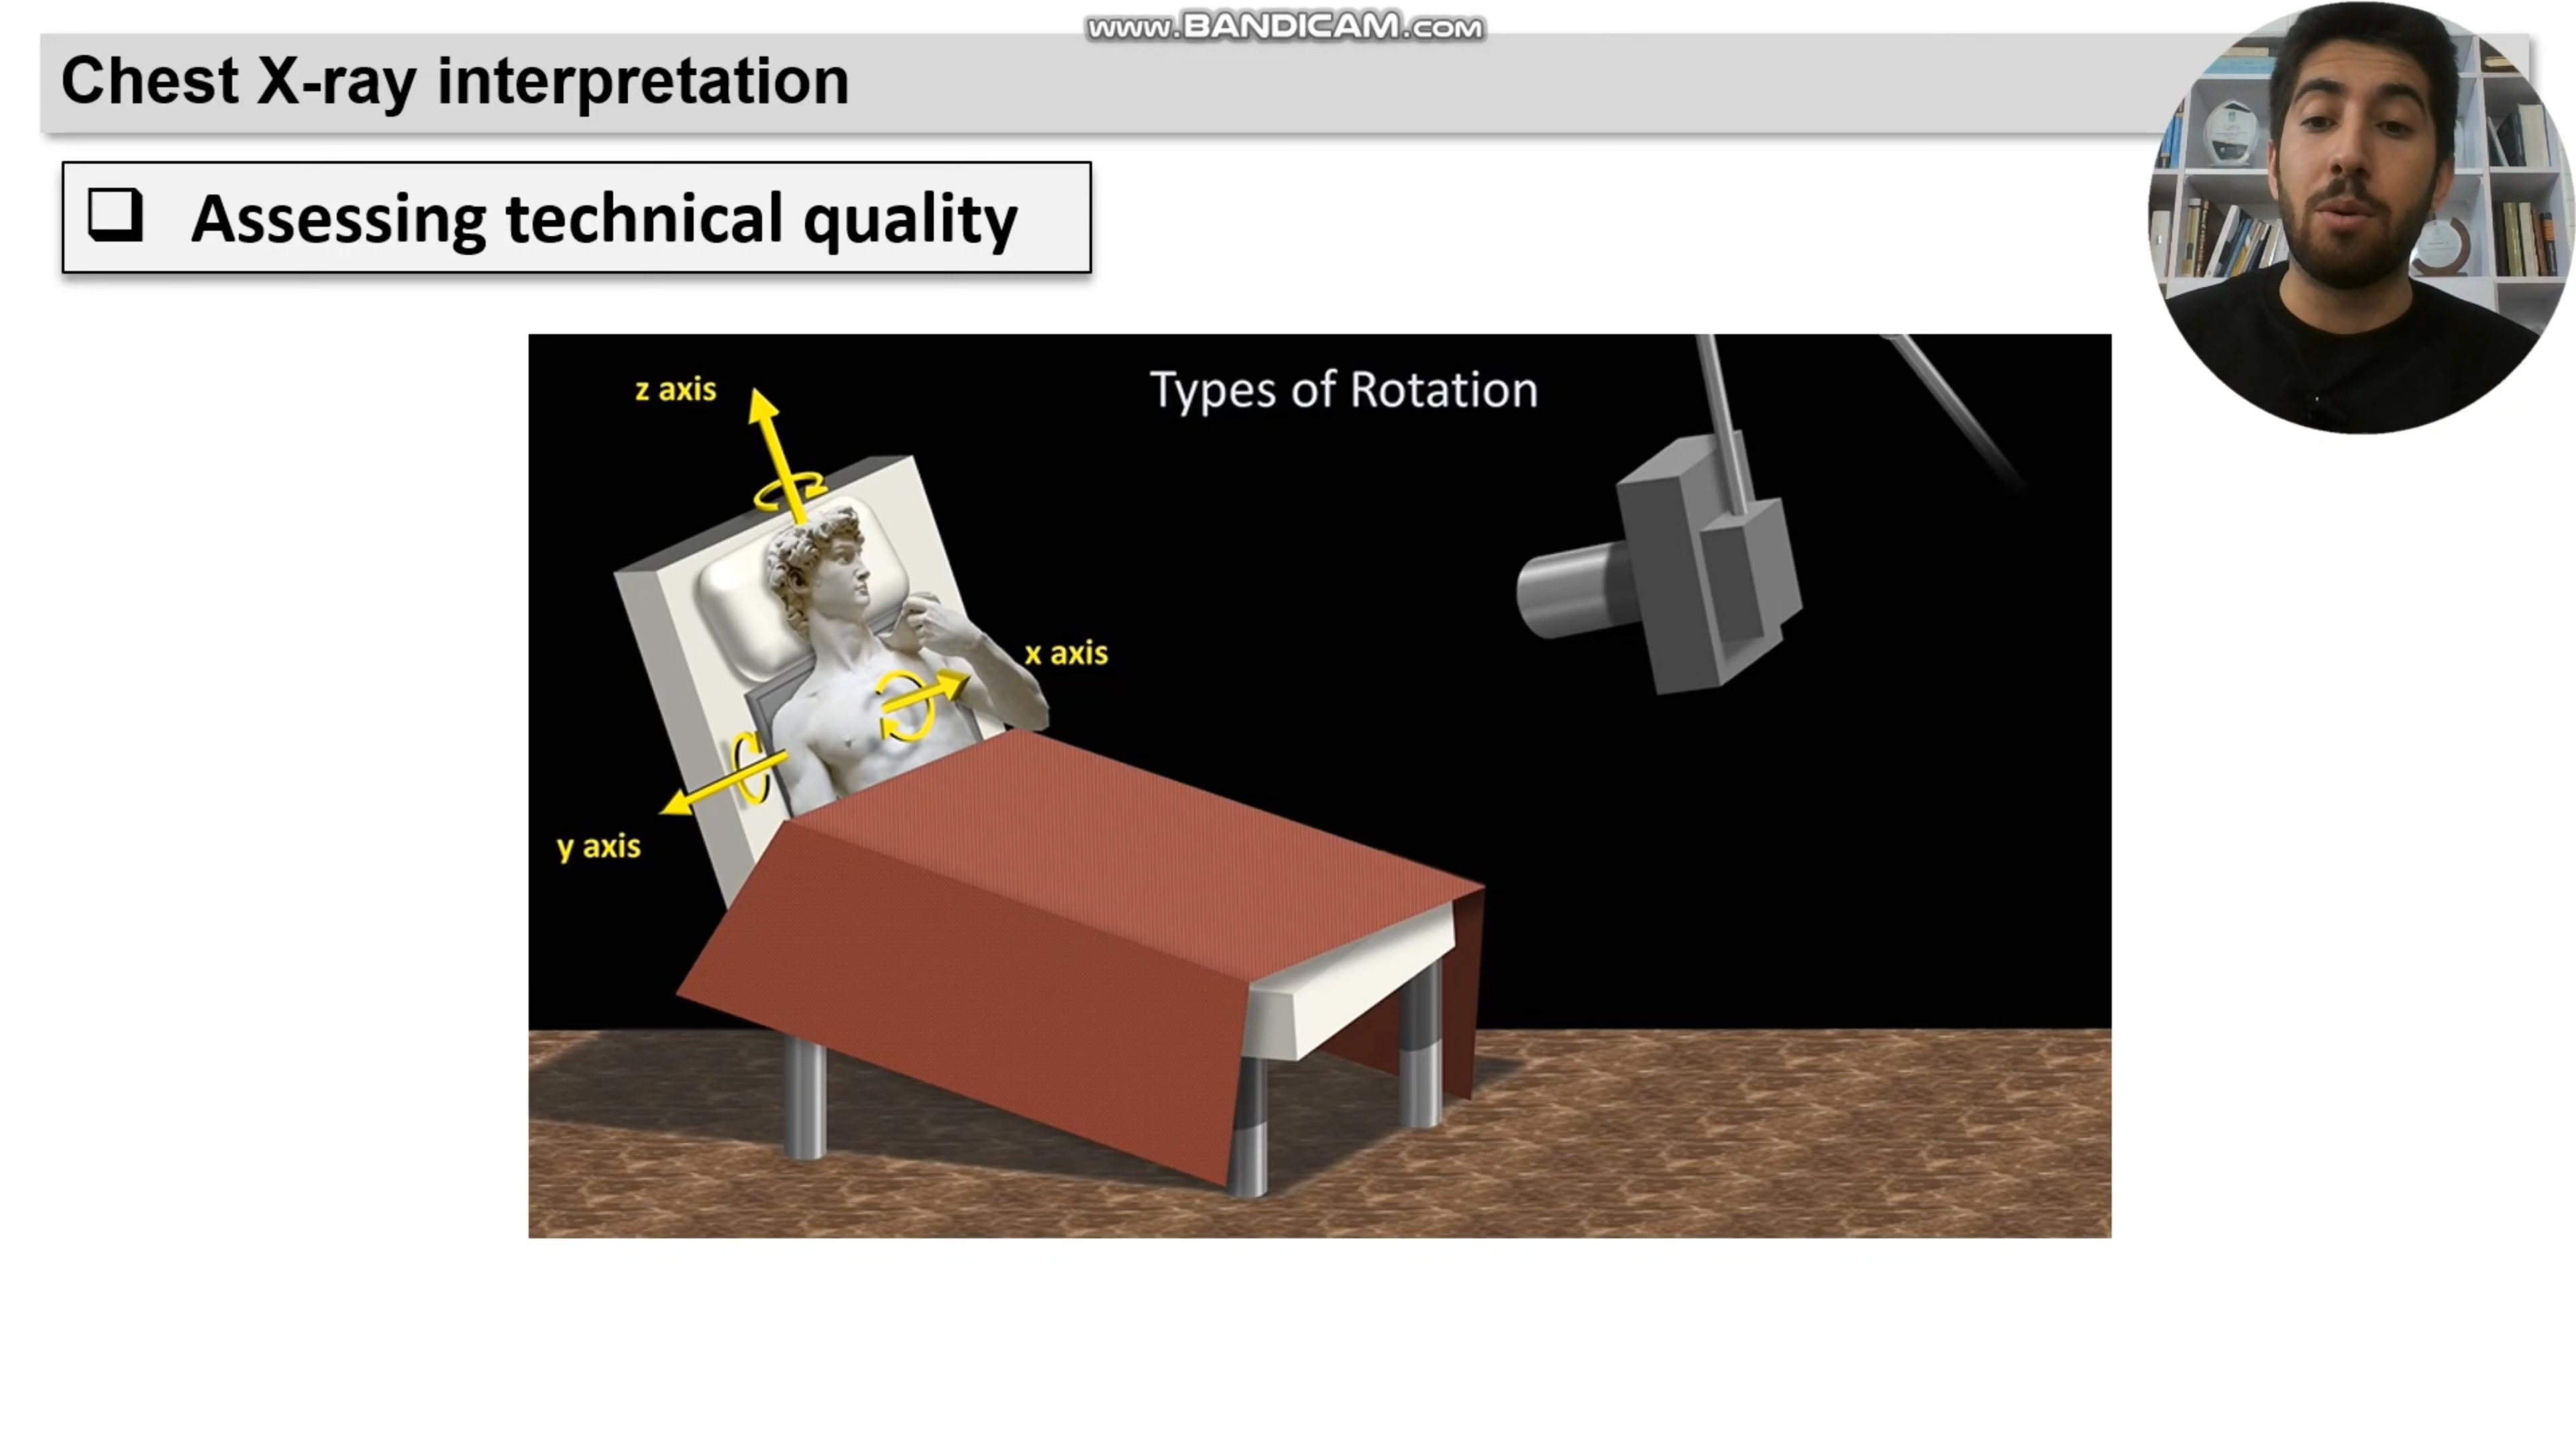 www.BANDICAM.com
Chest X-ray interpretation
Assessing technical quality
Types of Rotation
z axis
x axis
y axis